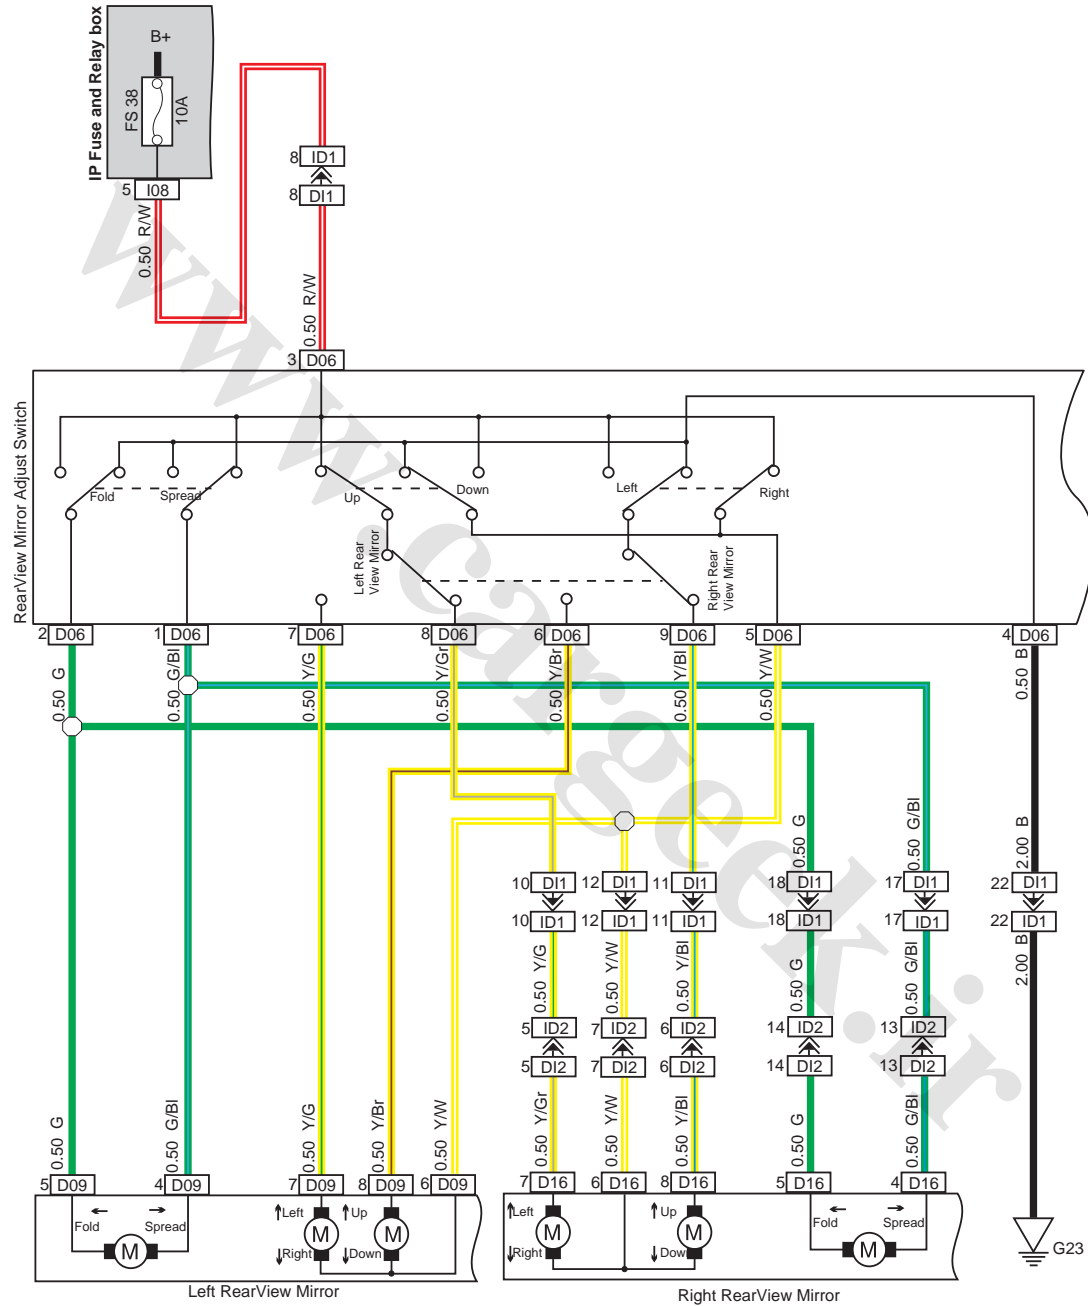 IP Fuse and Relay box
B+
FS 38
10A
5 I08
0.50 R/W
8 ID1
8 DI1
0.50 R/W
3 D06
RearView Mirror Adjust Switch
Fold
Spread
Up
Down
Left
Right
Left Rear
View Mirror
Right Rear
View Mirror
2 D06
1 D06
7 D06
8 D06
6 D06
9 D06
5 D06
4 D06
0.50 G
0.50 G/Bl
0.50 Y/G
0.50 Y/Gr
0.50 Y/Br
0.50 Y/Bl
0.50 Y/W
0.50 B
0.50 G
0.50 G/Bl
2.00 B
10 DI1
12 DI1
11 DI1
18 DI1
17 DI1
22 DI1
10 ID1
12 ID1
11 ID1
18 ID1
17 ID1
22 ID1
0.50 Y/G
0.50 Y/W
0.50 Y/Bl
0.50 G
0.50 G/Bl
2.00 B
5 ID2
7 ID2
6 ID2
14 ID2
13 ID2
5 DI2
7 DI2
6 DI2
14 DI2
13 DI2
0.50 G
0.50 G/Bl
0.50 Y/G
0.50 Y/Br
0.50 Y/W
0.50 Y/Gr
0.50 Y/W
0.50 Y/Bl
0.50 G
0.50 G/Bl
5 D09
4 D09
7 D09
8 D09
6 D09
7 D16
6 D16
8 D16
5 D16
4 D16
Fold
Spread
M
Left
Right
M
Up
Down
M
Left
Right
M
Up
Down
M
Fold
Spread
M
G23
Left RearView Mirror
Right RearView Mirror
www.cargeek.ir